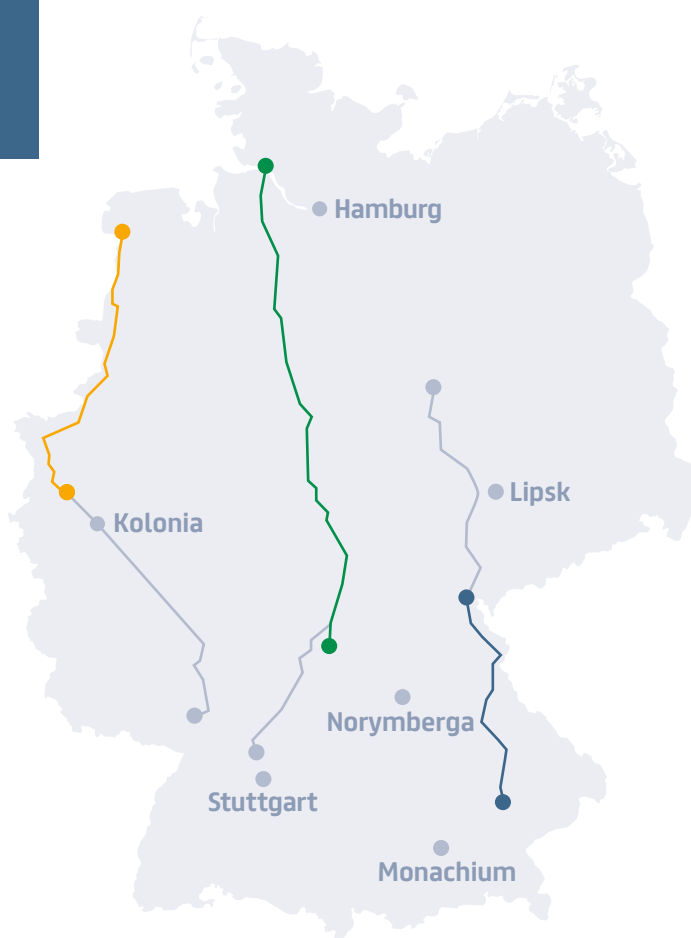 Hamburg
Lipsk
Kolonia
Norymberga
Stuttgart
Monachium